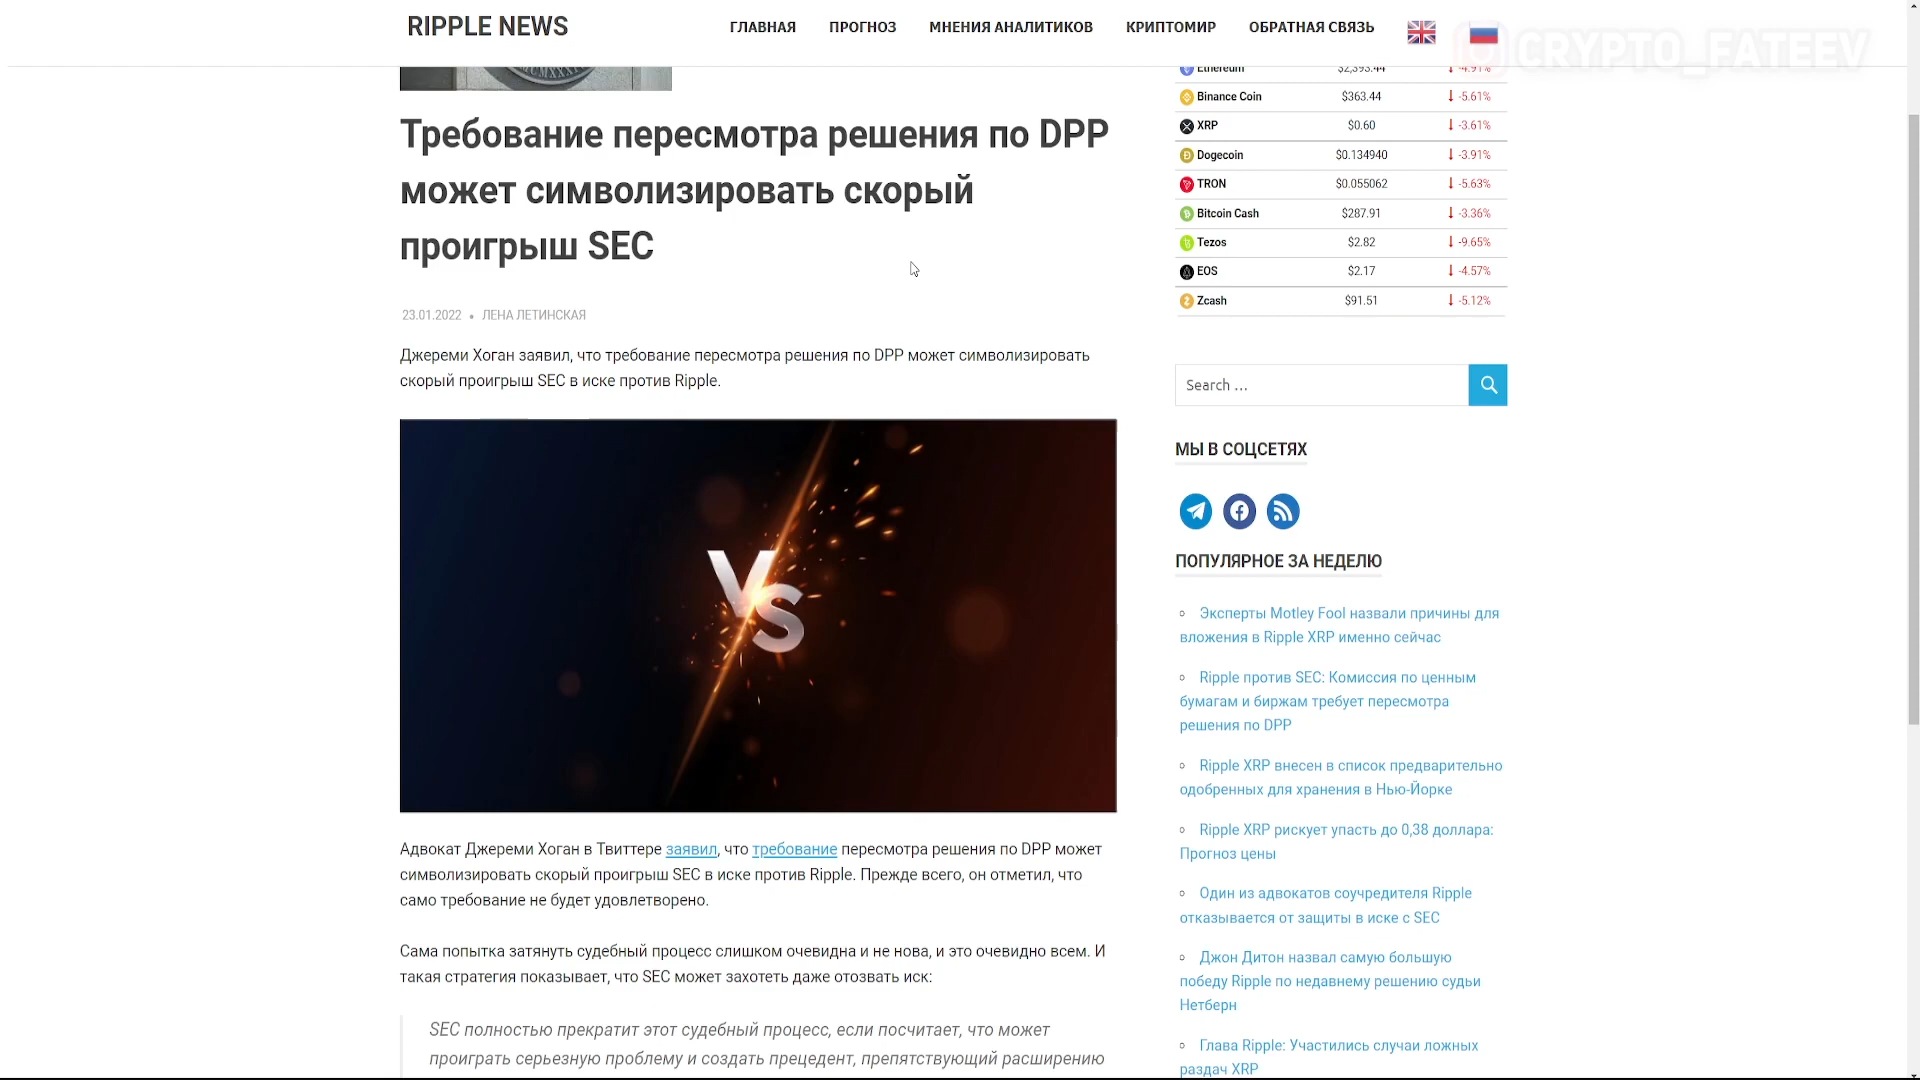 RIPPLE NEWS
ГЛАВНАЯ ПРОГНОЗ МНЕНИЯ АНАЛИТИКОВ КРИПТОМИР ОБРАТНАЯ СВЯЗЬ
CRYPTO_FATEEV
Требование пересмотра решения по DPP
может символизировать скорый
проигрыш SEC
23.01.2022 • ЛЕНА ЛЕТИНСКАЯ
Джереми Хоган заявил, что требование пересмотра решения по DPP может символизировать
скорый проигрыш SEC в иске против Ripple.
VS
Адвокат Джереми Хоган в Твиттере заявил, что требование пересмотра решения по DPP может
символизировать скорый проигрыш SEC в иске против Ripple. Прежде всего, он отметил, что
само требование не будет удовлетворено.
Сама попытка затянуть судебный процесс слишком очевидна и не нова, и это очевидно всем. И
такая стратегия показывает, что SEC может захотеть даже отозвать иск:
SEC полностью прекратит этот судебный процесс, если посчитает, что может
проиграть серьезную проблему и создать прецедент, препятствующий расширению
Ethereum $2,393.44 -4.91%
Binance Coin $363.44 -5.61%
XRP $0.60 -3.61%
Dogecoin $0.134940 -3.91%
TRON $0.055062 -5.63%
Bitcoin Cash $287.91 -3.36%
Tezos $2.82 -9.65%
EOS $2.17 -4.57%
Zcash $91.51 -5.12%
Search ...
МЫ В СОЦСЕТЯХ
ПОПУЛЯРНОЕ ЗА НЕДЕЛЮ
Эксперты Motley Fool назвали причины для
вложения в Ripple XRP именно сейчас
Ripple против SEC: Комиссия по ценным
бумагам и биржам требует пересмотра
решения по DPP
Ripple XRP внесен в список предварительно
одобренных для хранения в Нью-Йорке
Ripple XRP рискует упасть до 0,38 доллара:
Прогноз цены
Один из адвокатов соучредителя Ripple
отказывается от защиты в иске с SEC
Джон Дитон назвал самую большую
победу Ripple по недавнему решению судьи
Нетберн
Глава Ripple: Участились случаи ложных
раздач XRP